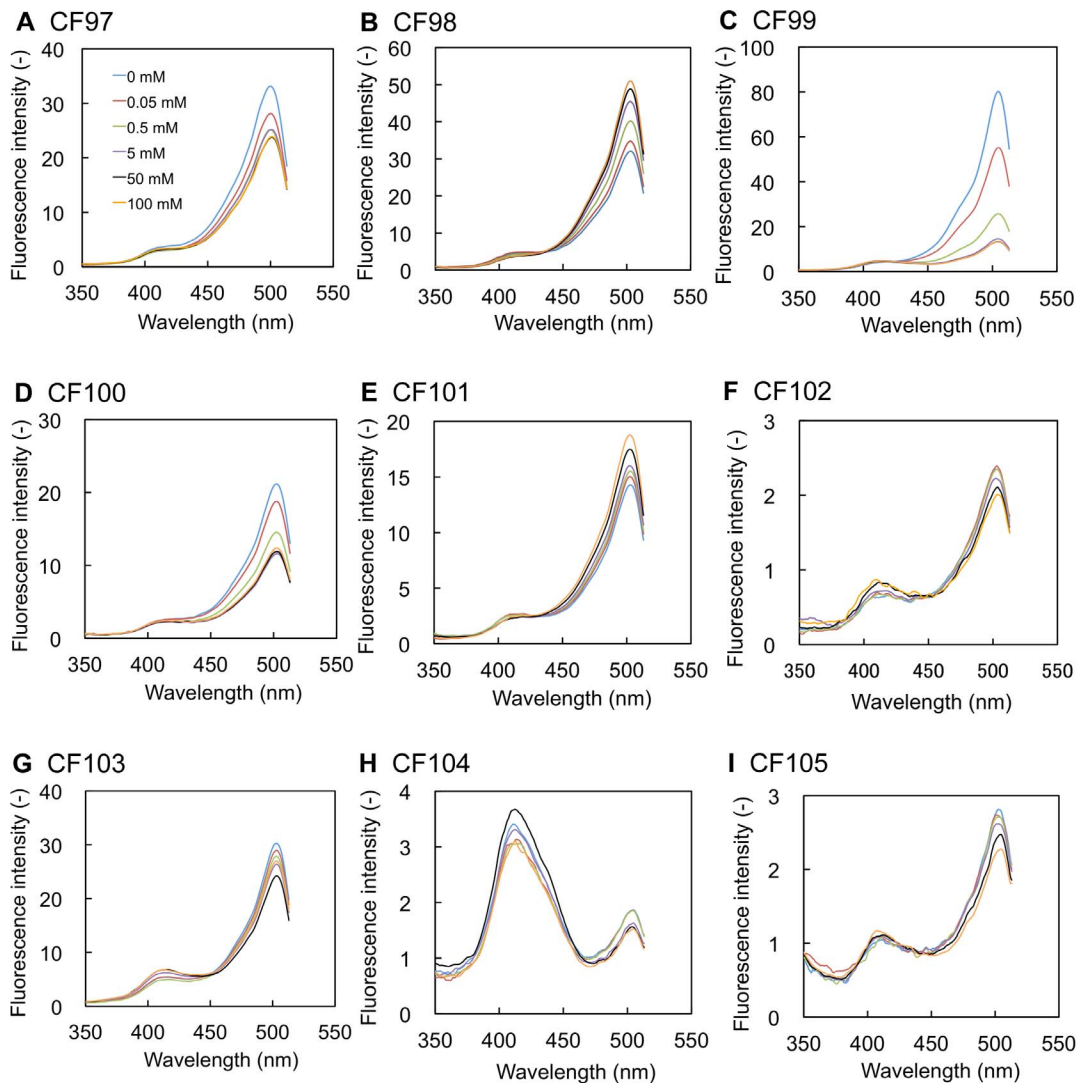 A CF97
Fluorescence intensity (-)
40
30
20
10
0
0 mM
0.05 mM
0.5 mM
5 mM
50 mM
100 mM
350 400 450 500 550
Wavelength (nm)
B CF98
Fluorescence intensity (-)
60
50
40
30
20
10
0
350 400 450 500 550
Wavelength (nm)
C CF99
Fluorescence intensity (-)
100
80
60
40
20
0
350 400 450 500 550
Wavelength (nm)
D CF100
Fluorescence intensity (-)
30
20
10
0
350 400 450 500 550
Wavelength (nm)
E CF101
Fluorescence intensity (-)
20
15
10
5
0
350 400 450 500 550
Wavelength (nm)
F CF102
Fluorescence intensity (-)
3
2
1
0
350 400 450 500 550
Wavelength (nm)
G CF103
Fluorescence intensity (-)
40
30
20
10
0
350 400 450 500 550
Wavelength (nm)
H CF104
Fluorescence intensity (-)
4
3
2
1
0
350 400 450 500 550
Wavelength (nm)
I CF105
Fluorescence intensity (-)
3
2
1
0
350 400 450 500 550
Wavelength (nm)